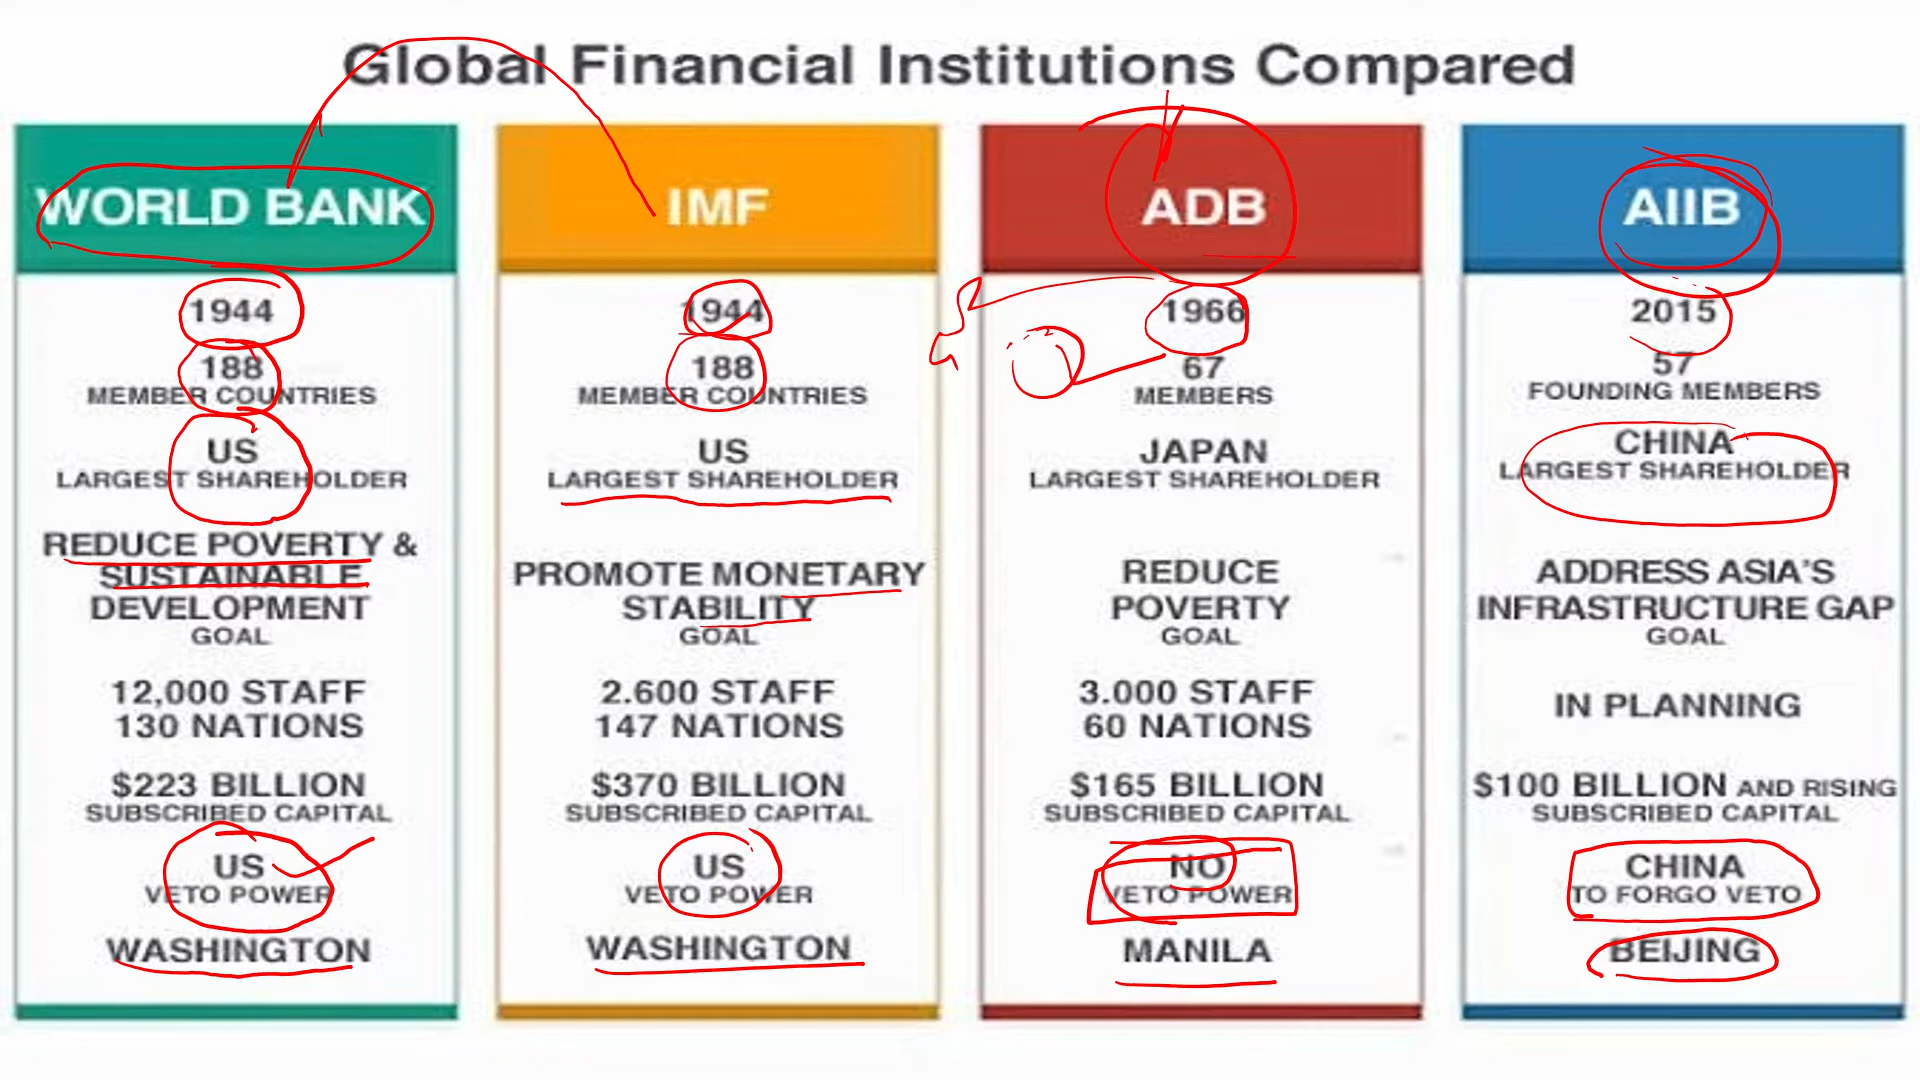 Global Financial Institutions Compared
WORLD BANK
1944
188
MEMBER COUNTRIES
US
LARGEST SHAREHOLDER
REDUCE POVERTY &
SUSTAINABLE
DEVELOPMENT
GOAL
12,000 STAFF
130 NATIONS
$223 BILLION
SUBSCRIBED CAPITAL
US
VETO POWER
WASHINGTON
IMF
1944
188
MEMBER COUNTRIES
US
LARGEST SHAREHOLDER
PROMOTE MONETARY
STABILITY
GOAL
2.600 STAFF
147 NATIONS
$370 BILLION
SUBSCRIBED CAPITAL
US
VETO POWER
WASHINGTON
ADB
1966
67
MEMBERS
JAPAN
LARGEST SHAREHOLDER
REDUCE
POVERTY
GOAL
3.000 STAFF
60 NATIONS
$165 BILLION
SUBSCRIBED CAPITAL
NO
VETO POWER
MANILA
AIIB
2015
57
FOUNDING MEMBERS
CHINA
LARGEST SHAREHOLDER
ADDRESS ASIA'S
INFRASTRUCTURE GAP
GOAL
IN PLANNING
$100 BILLION AND RISING
SUBSCRIBED CAPITAL
CHINA
TO FORGO VETO
BEIJING